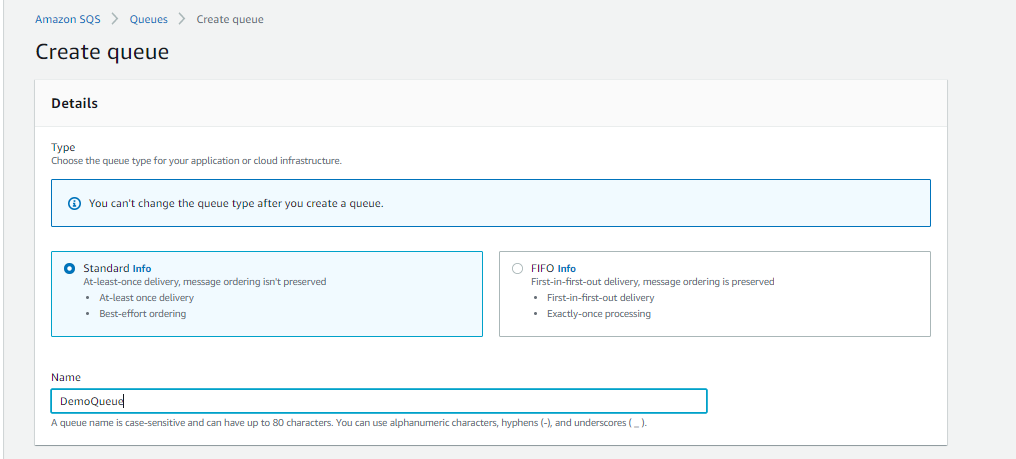 Amazon SQS > Queues > Create queue
Create queue
Details
Type
Choose the queue type for your application or cloud infrastructure.
You can't change the queue type after you create a queue.
Standard Info
At-least-once delivery, message ordering isn't preserved
• At-least once delivery
• Best-effort ordering
FIFO Info
First-in-first-out delivery, message ordering is preserved
• First-in-first-out delivery
• Exactly-once processing
Name
DemoQueue
A queue name is case-sensitive and can have up to 80 characters. You can use alphanumeric characters, hyphens (-), and underscores ( _ ).